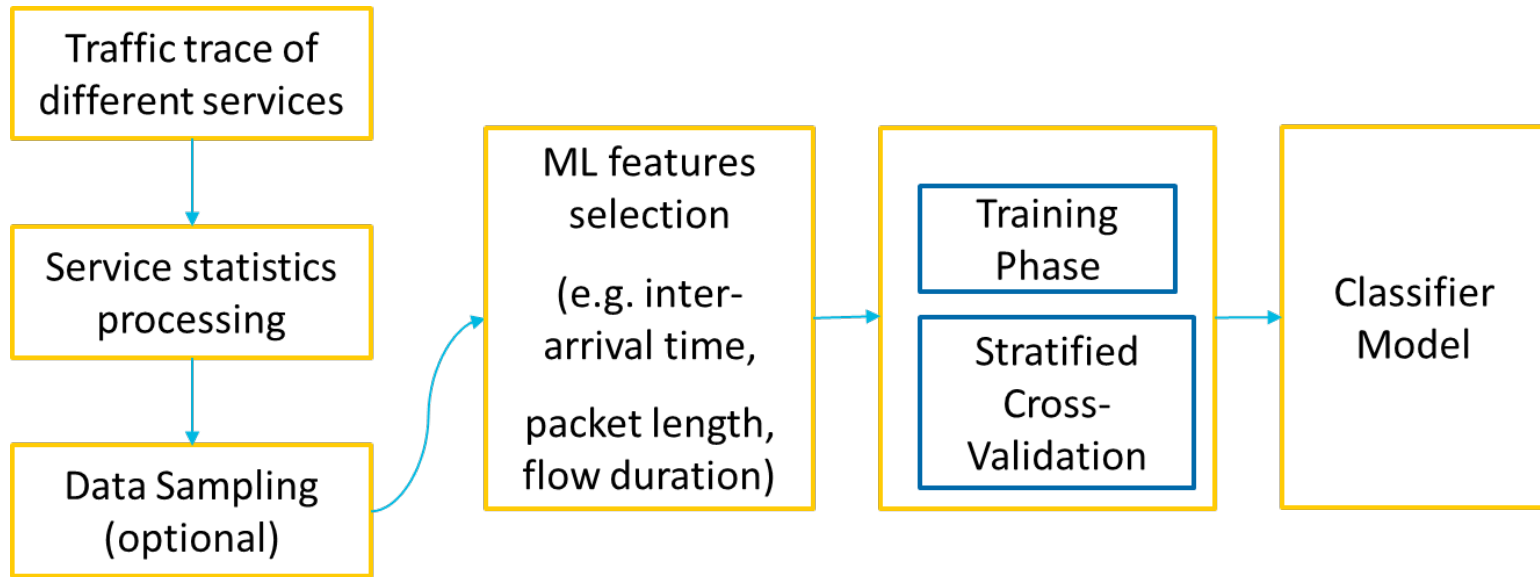 Traffic trace of
different services
Service statistics
processing
Data Sampling
(optional)
ML features
selection
(e.g. inter-
arrival time,
packet length,
flow duration)
Training
Phase
Stratified
Cross-
Validation
Classifier
Model